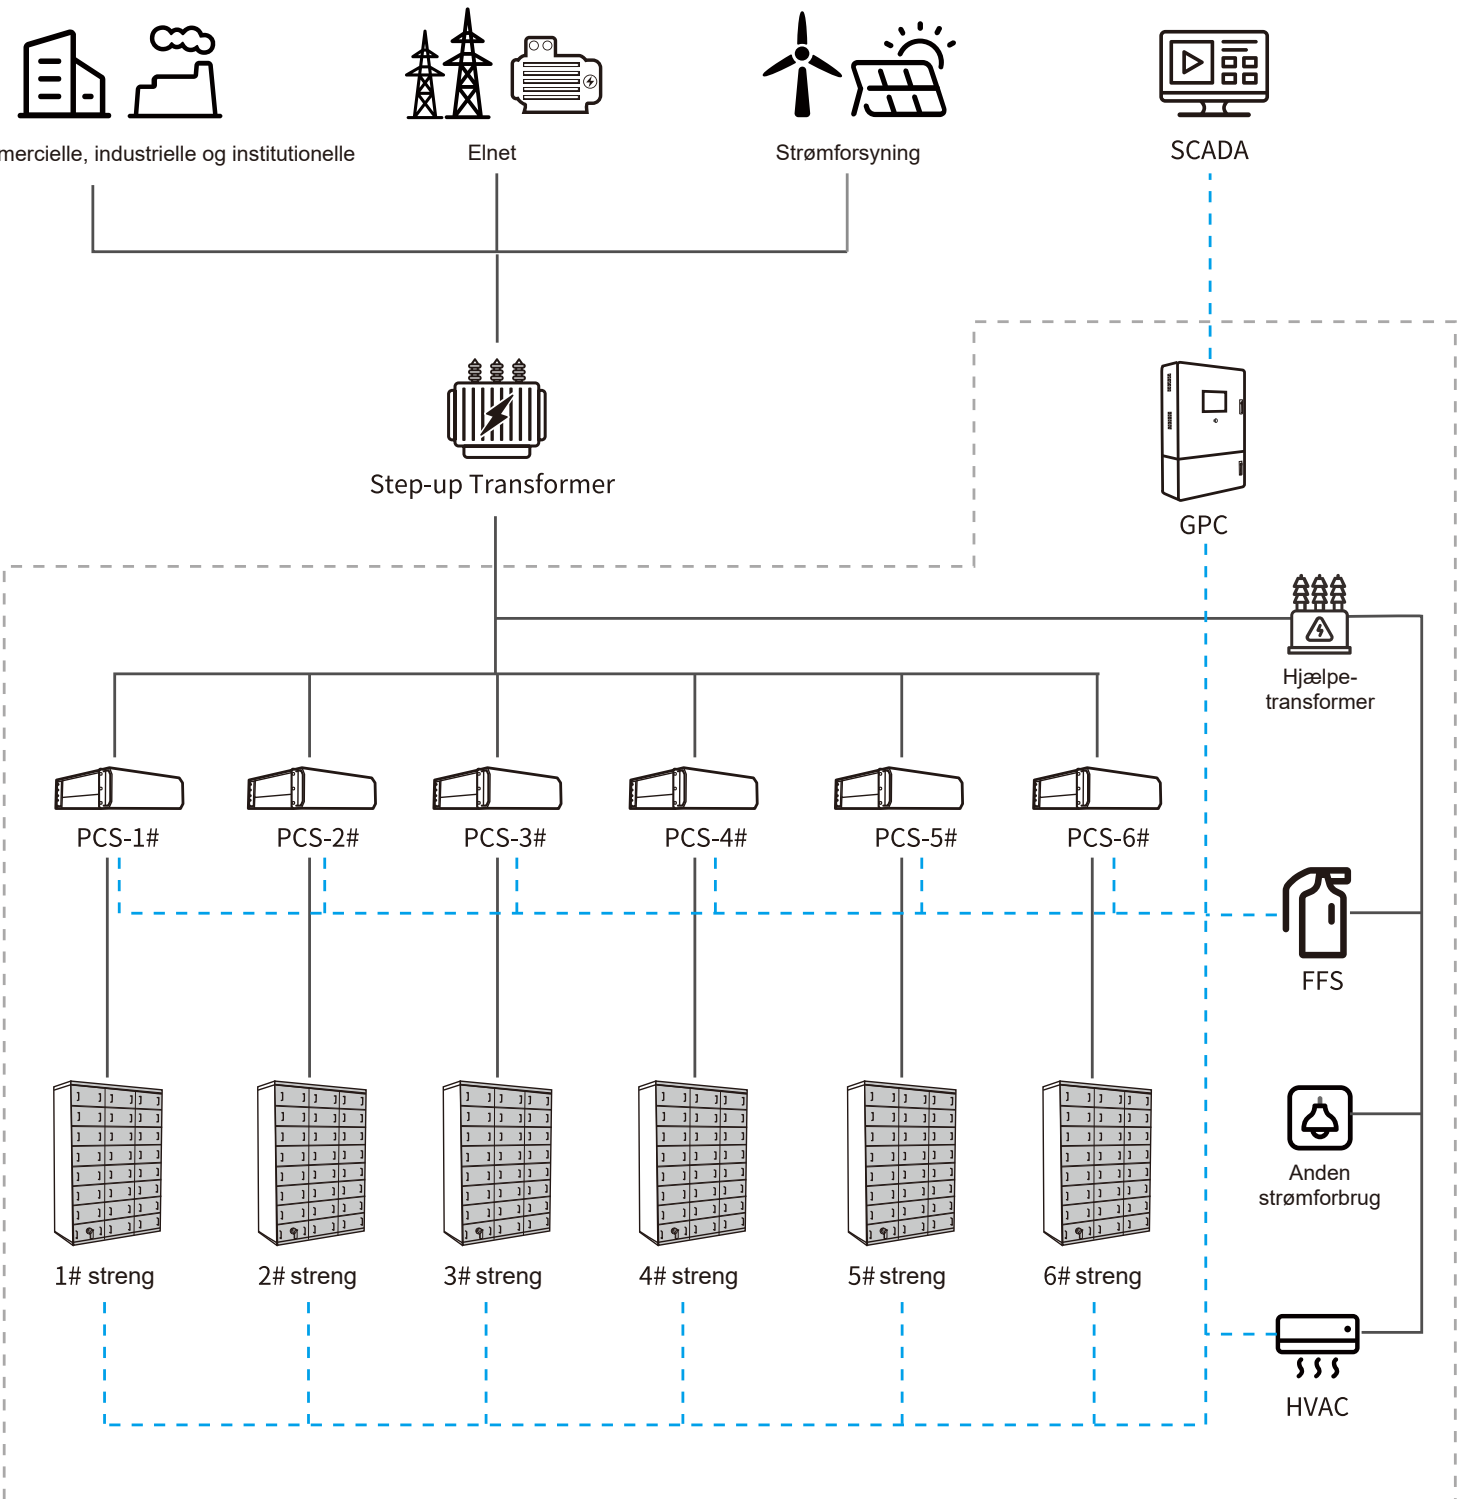 mercielle, industrielle og institutionelle
Elnet
Strømforsyning
SCADA
Step-up Transformer
GPC
Hjælpe-
transformer
PCS-1#
PCS-2#
PCS-3#
PCS-4#
PCS-5#
PCS-6#
FFS
Anden
strømforbrug
1# streng
2# streng
3# streng
4# streng
5# streng
6# streng
HVAC